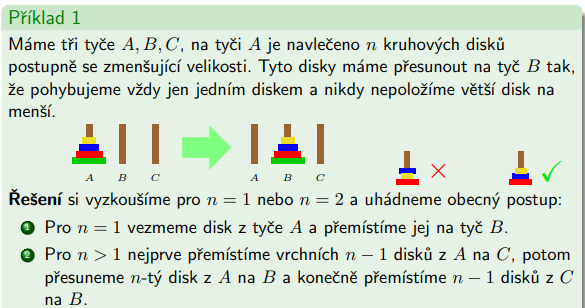 Příklad 1
Máme tři tyče A, B, C, na tyči A je navlečeno n kruhových disků
postupně se zmenšující velikosti. Tyto disky máme přesunout na tyč B tak,
že pohybujeme vždy jen jedním diskem a nikdy nepoložíme větší disk na
menší.
A B C A B C
Řešení si vyzkoušíme pro n = 1 nebo n = 2 a uhádneme obecný postup:
1 Pro n = 1 vezmeme disk z tyče A a přemístíme jej na tyč B.
2 Pro n > 1 nejprve přemístíme vrchních n − 1 disků z A na C, potom
přesuneme n-tý disk z A na B a konečně přemístíme n − 1 disků z C
na B.